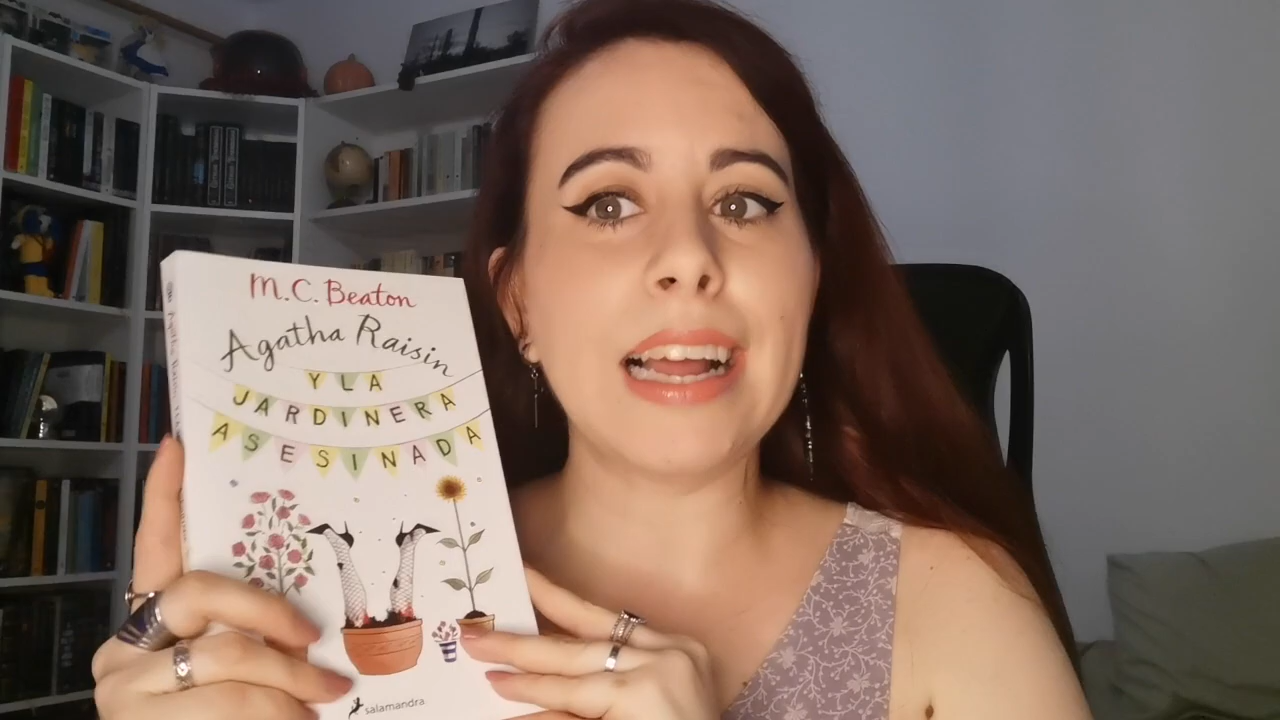 M.C. Beaton
Agatha Raisin
Y LA
JARDINERA
ASESINADA
salamandra